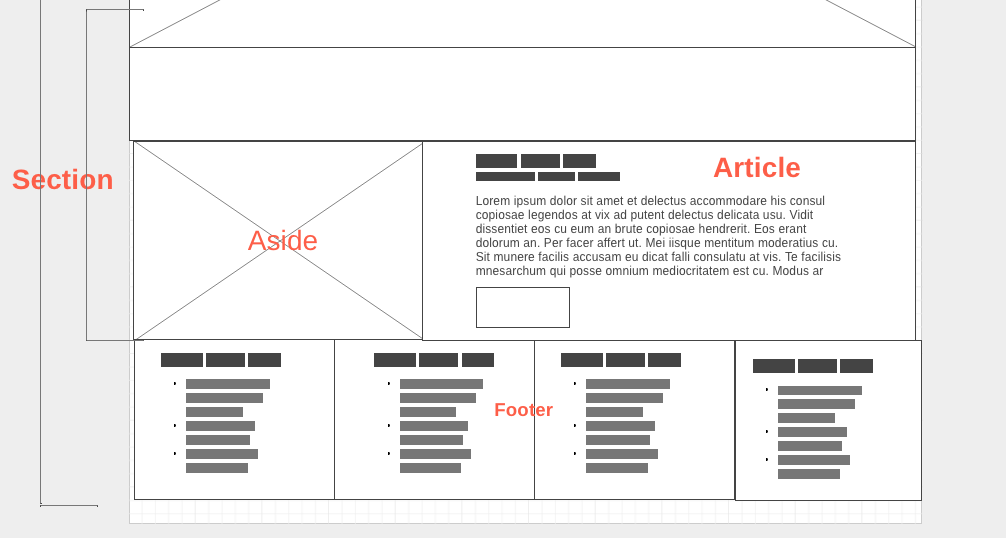 Section
Aside
Article
Lorem ipsum dolor sit amet et delectus accommodare his consul
copiosae legendos at vix ad putent delectus delicata usu. Vidit
dissentiet eos cu eum an brute copiosae hendrerit. Eos erant
dolorum an. Per facer affert ut. Mei iisque mentitum moderatius cu.
Sit munere facilis accusam eu dicat falli consulatu at vis. Te facilisis
mnesarchum qui posse omnium mediocritatem est cu. Modus ar
Footer